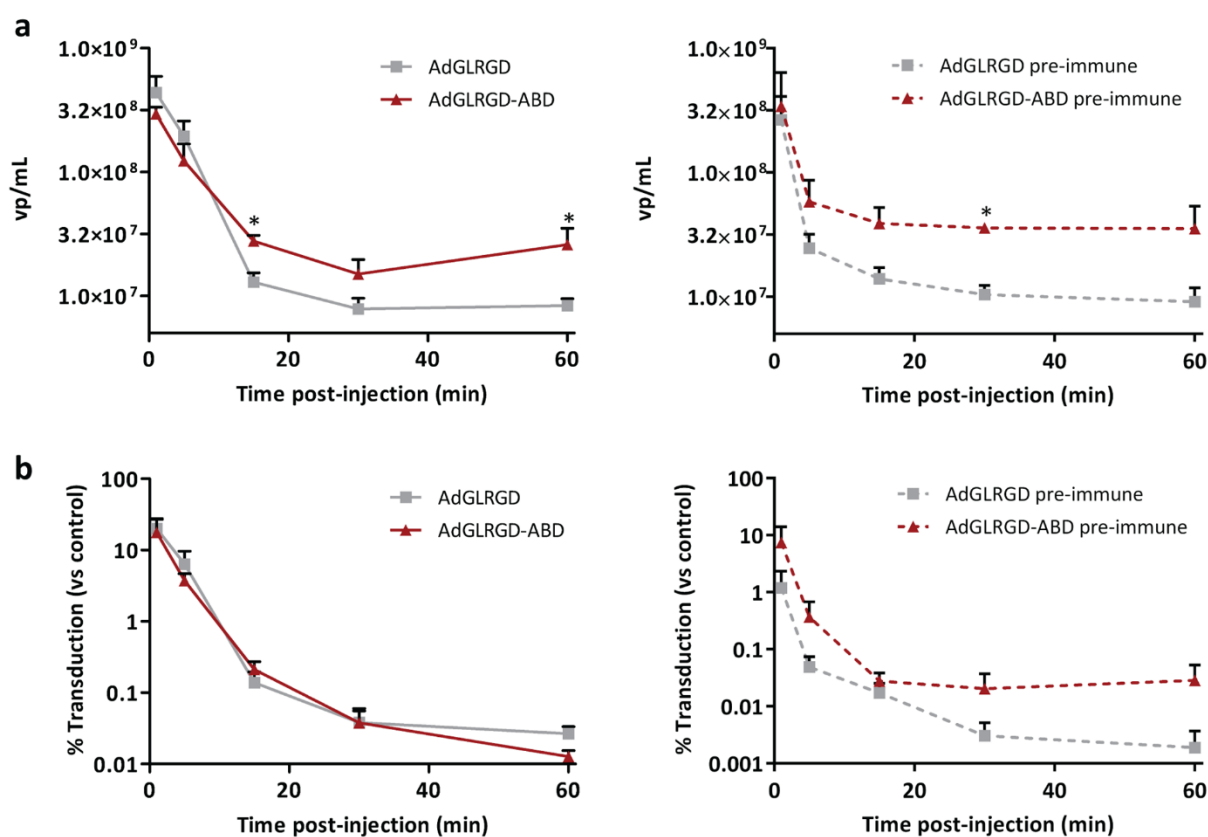 a
1.0×10⁹
3.2×10⁸
1.0×10⁸
3.2×10⁷
1.0×10⁷
vp/mL
AdGLRGD
AdGLRGD-ABD
*
*
0 20 40 60
Time post-injection (min)
1.0×10⁹
3.2×10⁸
1.0×10⁸
3.2×10⁷
1.0×10⁷
vp/mL
AdGLRGD pre-immune
AdGLRGD-ABD pre-immune
*
0 20 40 60
Time post-injection (min)
b
100
10
1
0.1
0.01
% Transduction (vs control)
AdGLRGD
AdGLRGD-ABD
0 20 40 60
Time post-injection (min)
100
10
1
0.1
0.01
0.001
% Transduction (vs control)
AdGLRGD pre-immune
AdGLRGD-ABD pre-immune
0 20 40 60
Time post-injection (min)